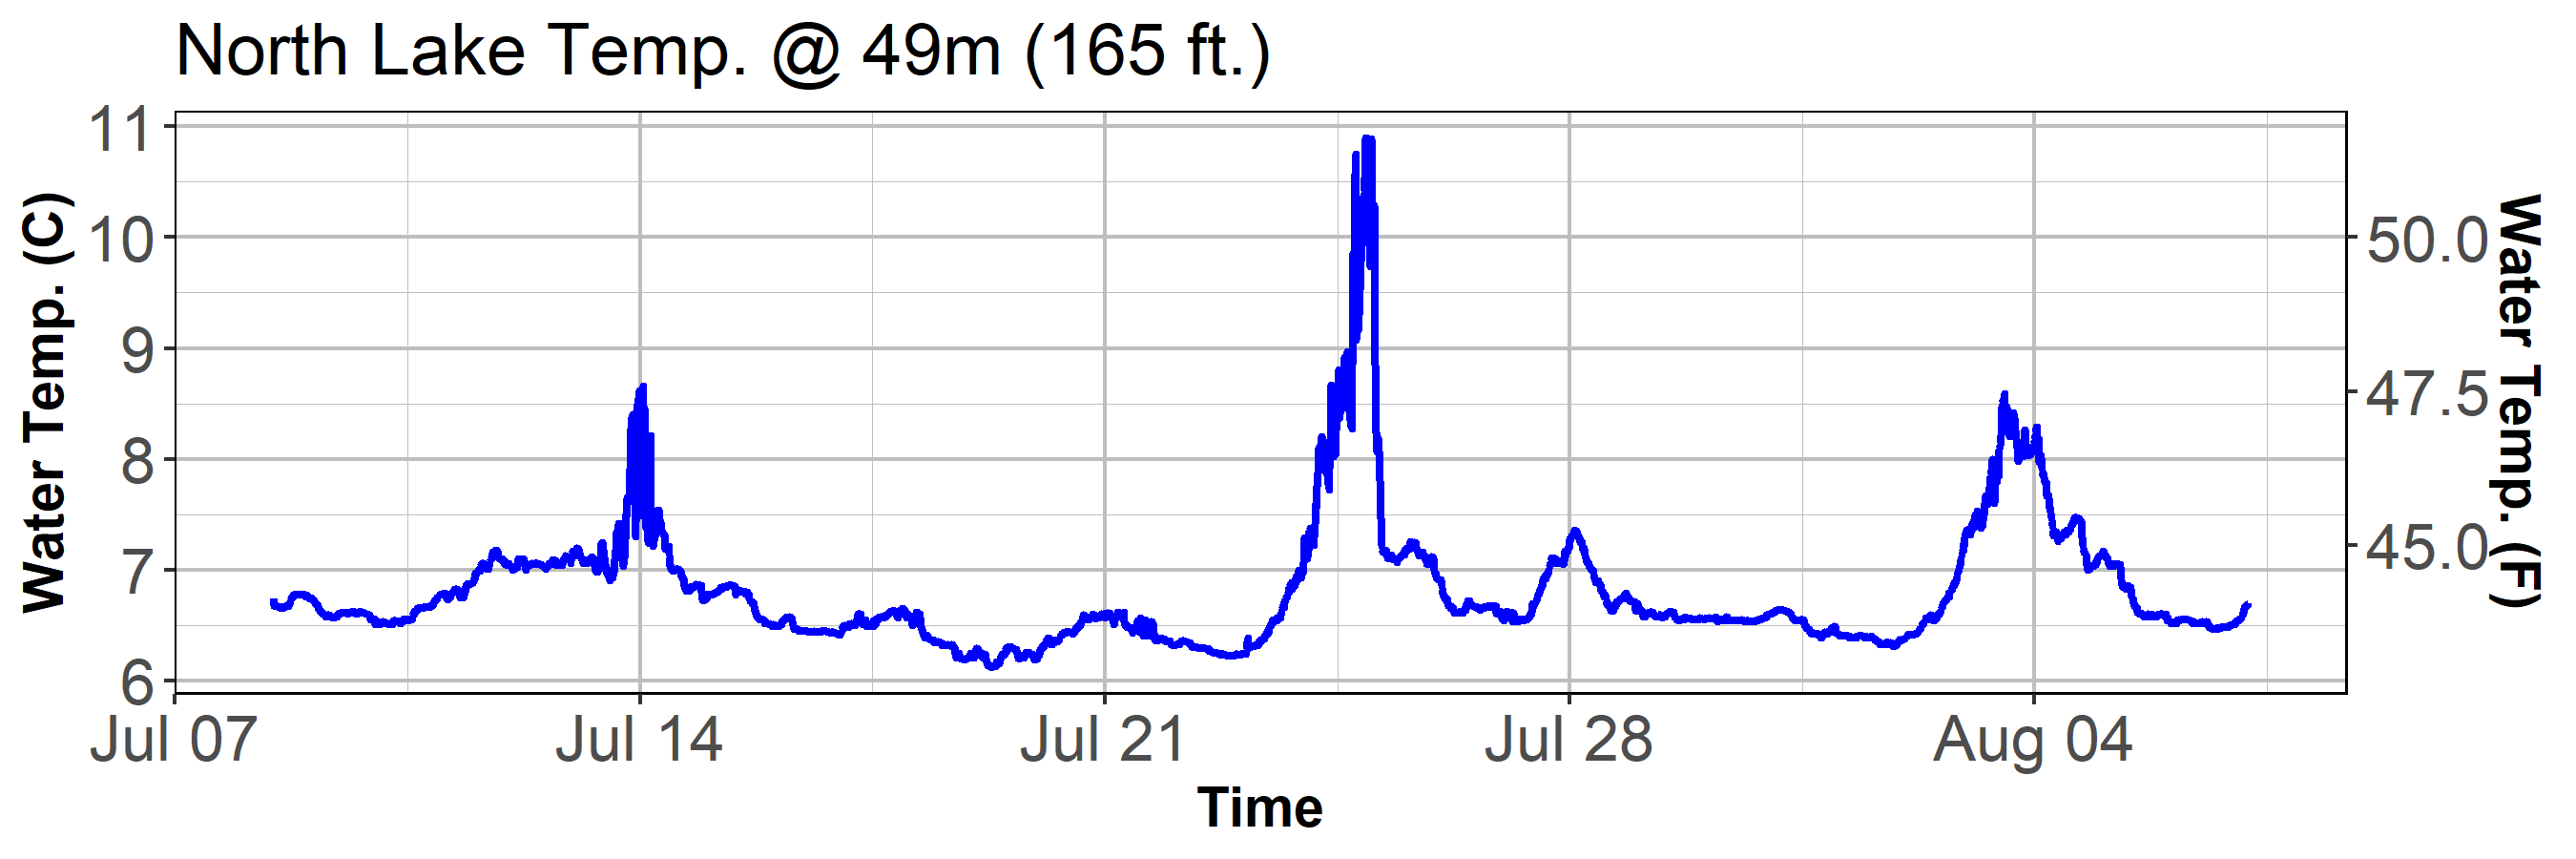 North Lake Temp. @ 49m (165 ft.)
Water Temp. (C)
11
10
9
8
7
6
50.0
47.5
45.0
Water Temp. (F)
Jul 07 Jul 14 Jul 21 Jul 28 Aug 04
Time